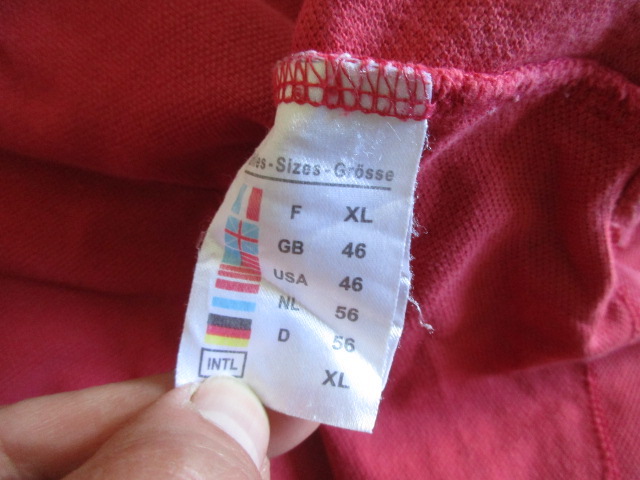 -Sizes-Grösse
F XL
GB 46
USA 46
NL 56
D 56
INTL XL